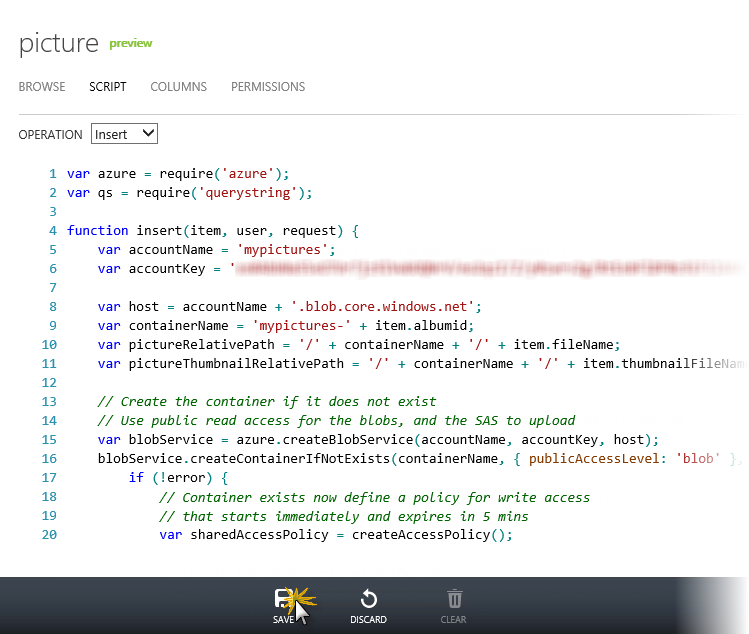 picture preview
BROWSE SCRIPT COLUMNS PERMISSIONS
OPERATION Insert
1 var azure = require('azure');
2 var qs = require('querystring');
3
4 function insert(item, user, request) {
5 var accountName = 'mypictures';
6 var accountKey = '
7
8 var host = accountName + '.blob.core.windows.net';
9 var containerName = 'mypictures-' + item.albumid;
10 var pictureRelativePath = '/' + containerName + '/' + item.fileName;
11 var pictureThumbnailRelativePath = '/' + containerName + '/' + item.thumbnailFileName
12
13 // Create the container if it does not exist
14 // Use public read access for the blobs, and the SAS to upload
15 var blobService = azure.createBlobService(accountName, accountKey, host);
16 blobService.createContainerIfNotExists(containerName, { publicAccessLevel: 'blob' },
17 if (!error) {
18 // Container exists now define a policy for write access
19 // that starts immediately and expires in 5 mins
20 var sharedAccessPolicy = createAccessPolicy();
SAVE DISCARD CLEAR